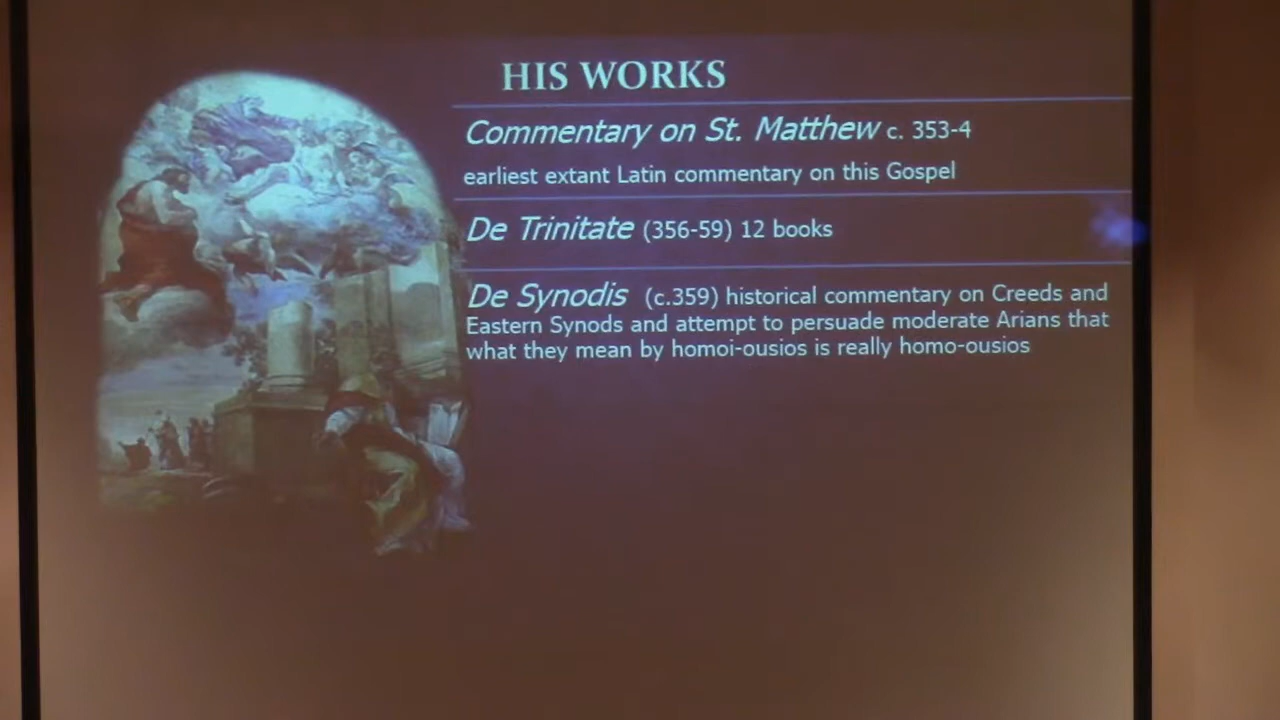 HIS WORKS
Commentary on St. Matthew c. 353-4
earliest extant Latin commentary on this Gospel
De Trinitate (356-59) 12 books
De Synodis (c.359) historical commentary on Creeds and
Eastern Synods and attempt to persuade moderate Arians that
what they mean by homoi-ousios is really homo-ousios